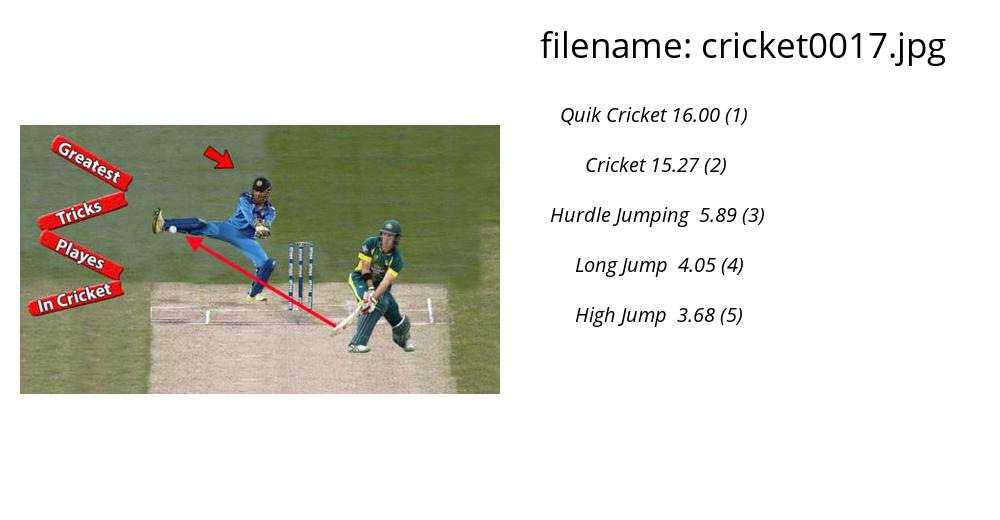 filename: cricket0017.jpg
Quik Cricket 16.00 (1)
Cricket 15.27 (2)
Hurdle Jumping 5.89 (3)
Long Jump 4.05 (4)
High Jump 3.68 (5)
Greatest
Tricks
Playes
In Cricket